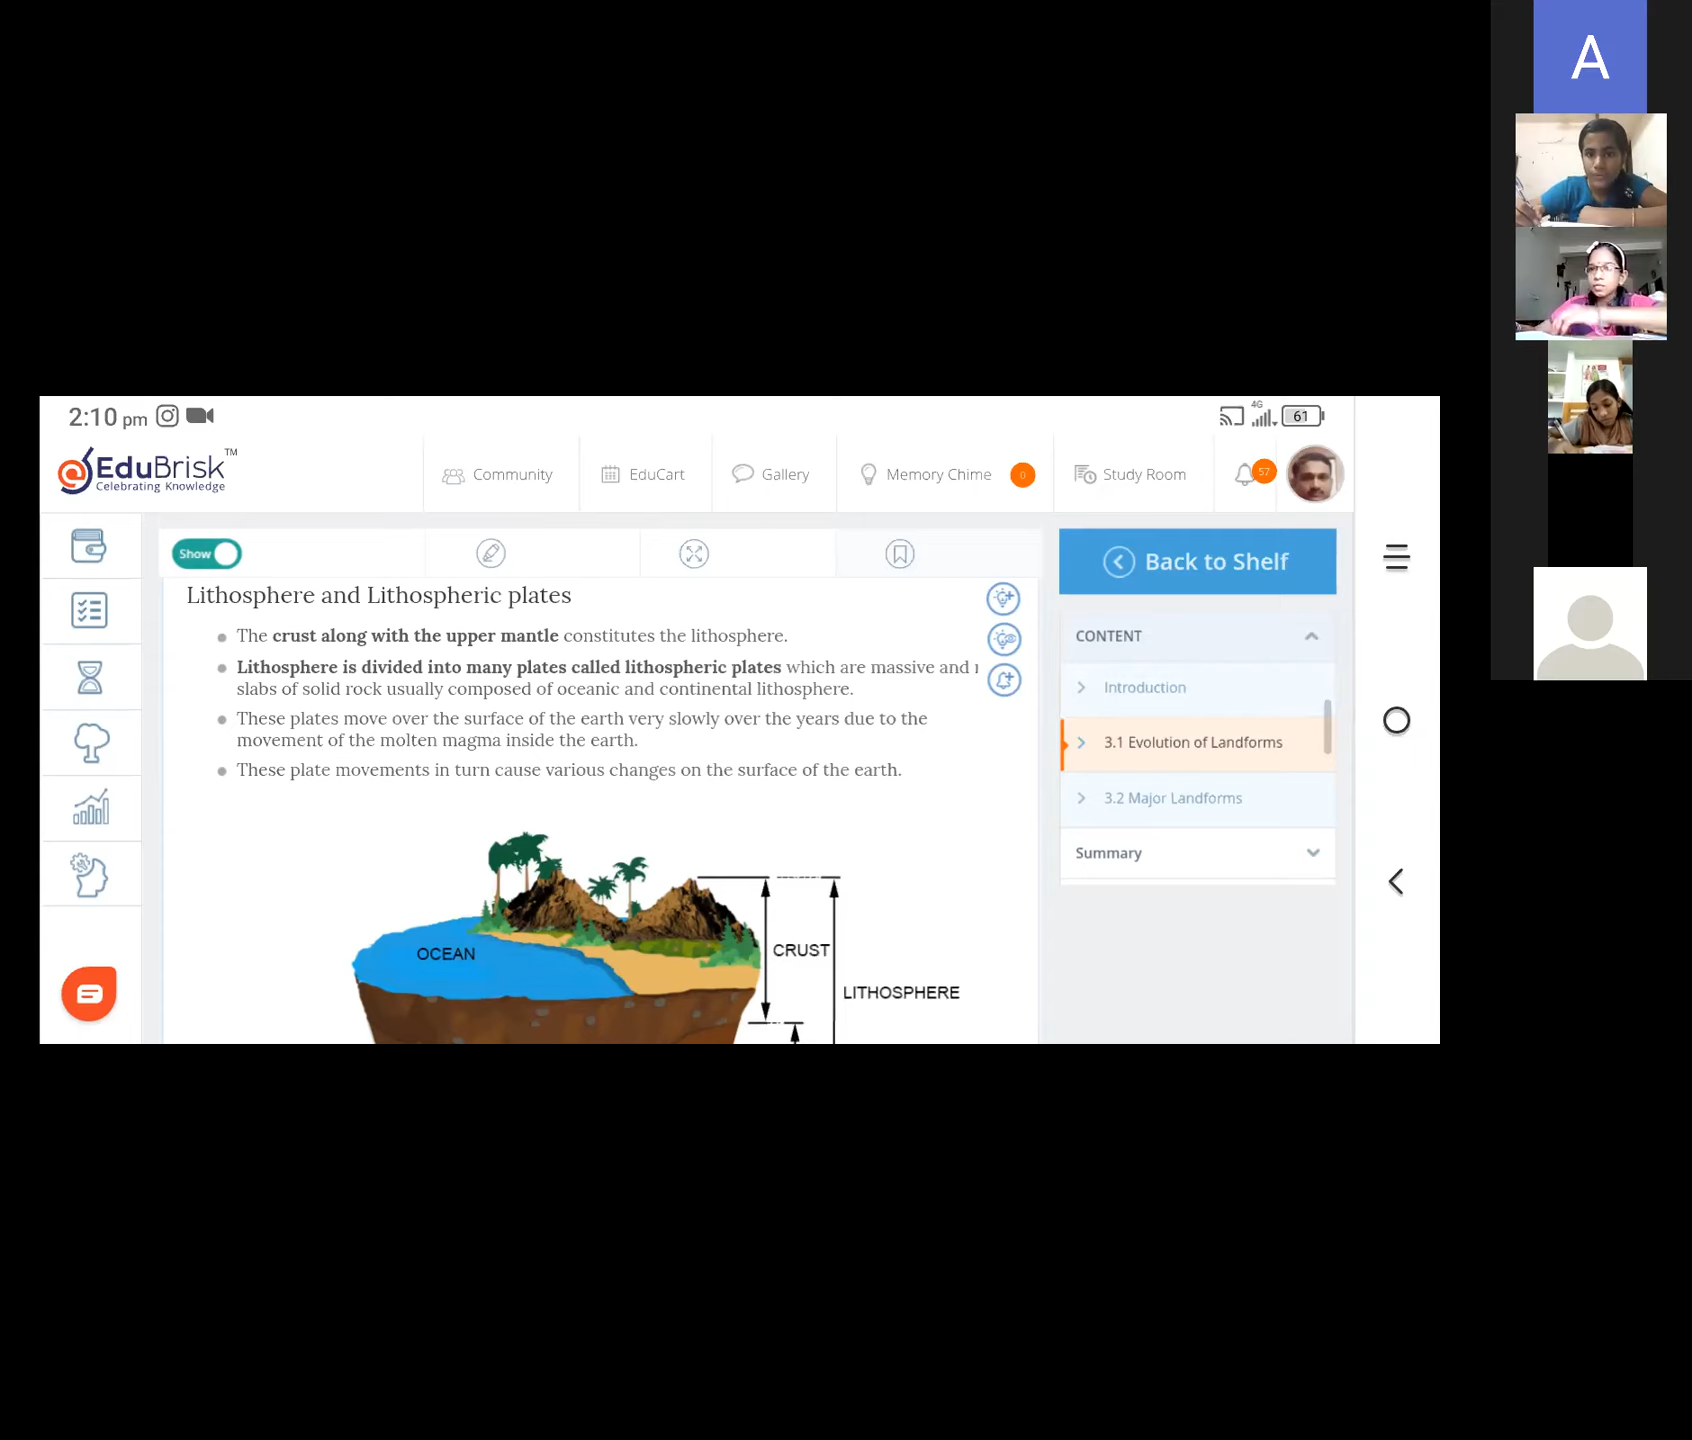 A
2:10 pm
4G
61
EduBrisk TM
Celebrating Knowledge
Community
EduCart
Gallery
Memory Chime
0
Study Room
57
Show
Back to Shelf
Lithosphere and Lithospheric plates
The crust along with the upper mantle constitutes the lithosphere.
Lithosphere is divided into many plates called lithospheric plates which are massive and
slabs of solid rock usually composed of oceanic and continental lithosphere.
These plates move over the surface of the earth very slowly over the years due to the
movement of the molten magma inside the earth.
These plate movements in turn cause various changes on the surface of the earth.
OCEAN
CRUST
LITHOSPHERE
CONTENT
Introduction
3.1 Evolution of Landforms
3.2 Major Landforms
Summary